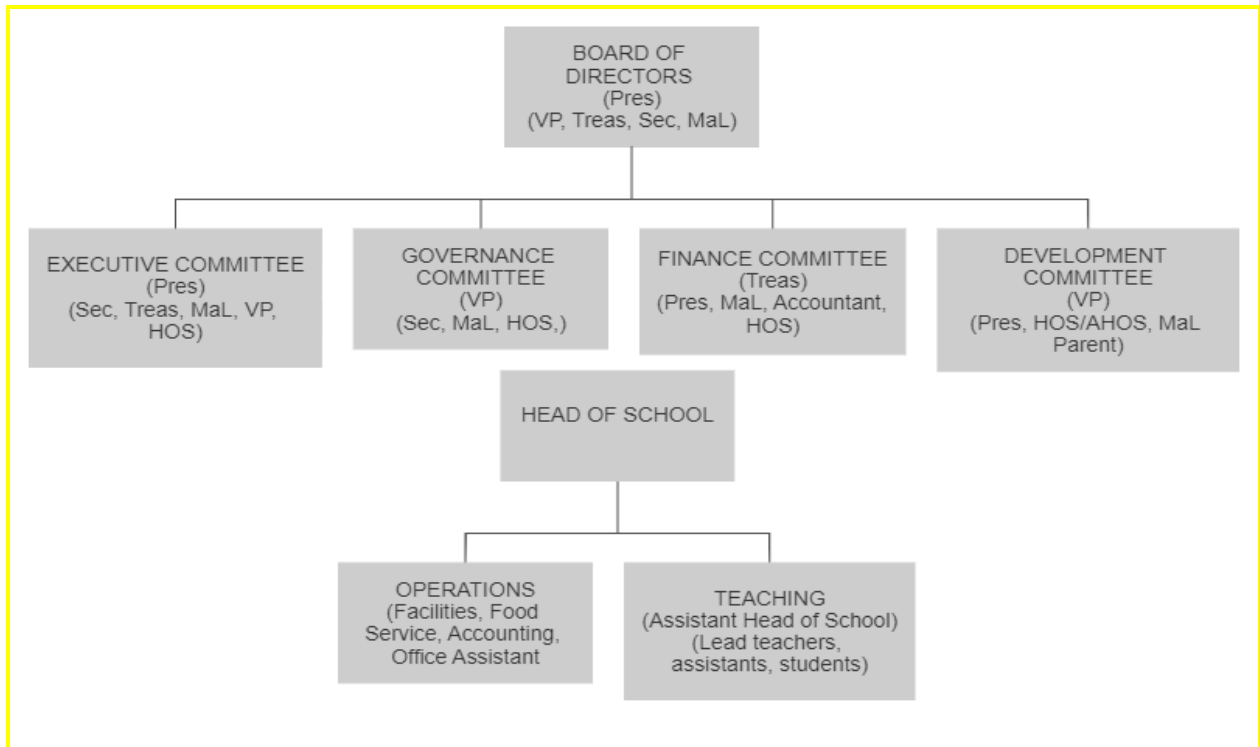 BOARD OF
DIRECTORS
(Pres)
(VP, Treas, Sec, MaL)
EXECUTIVE COMMITTEE
(Pres)
(Sec, Treas, MaL, VP,
HOS)
GOVERNANCE
COMMITTEE
(VP)
(Sec, MaL, HOS,)
FINANCE COMMITTEE
(Treas)
(Pres, MaL, Accountant,
HOS)
DEVELOPMENT
COMMITTEE
(VP)
(Pres, HOS/AHOS, MaL
Parent)
HEAD OF SCHOOL
OPERATIONS
(Facilities, Food
Service, Accounting,
Office Assistant
TEACHING
(Assistant Head of School)
(Lead teachers,
assistants, students)